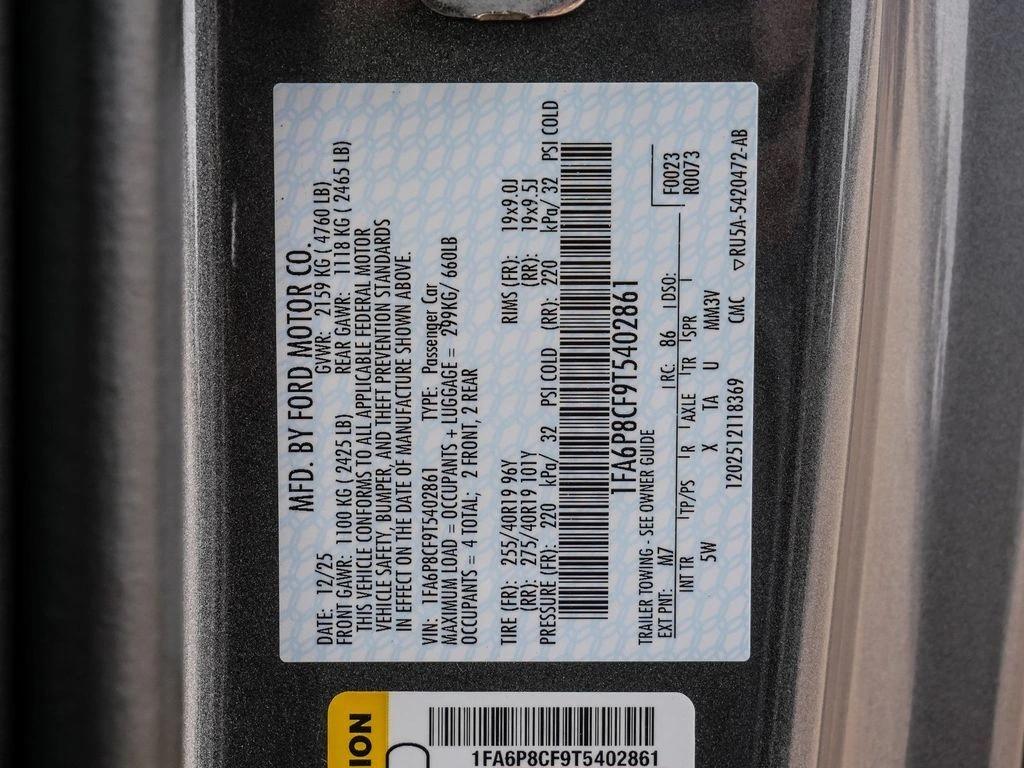 MFD. BY FORD MOTOR CO.
DATE: 12/25 GVWR: 2159 KG ( 4760 LB)
FRONT GAWR: 1100 KG ( 2425 LB) REAR GAWR: 1118 KG ( 2465 LB)
THIS VEHICLE CONFORMS TO ALL APPLICABLE FEDERAL MOTOR
VEHICLE SAFETY, BUMPER, AND THEFT PREVENTION STANDARDS
IN EFFECT ON THE DATE OF MANUFACTURE SHOWN ABOVE.
VIN: 1FA6P8CF9T5402861 TYPE: Passenger Car
MAXIMUM LOAD = OCCUPANTS + LUGGAGE = 299KG/ 660LB
OCCUPANTS = 4 TOTAL; 2 FRONT, 2 REAR
TIRE (FR): 255/40R19 96Y RIMS (FR): 19x9.0J
(RR): 275/40R19 101Y (RR): 19x9.5J
PRESSURE (FR): 220 kPa/ 32 PSI COLD (RR): 220 kPa/ 32 PSI COLD
1FA6P8CF9T5402861
TRAILER TOWING - SEE OWNER GUIDE
EXT PNT: M7 RC: 86 DSO: F0023
R0073
INT TR TP/PS R AXLE TR SPR
5W X TA U MM3V
1202512118369 CMC ▽RU5A-5420472-AB
ION
1FA6P8CF9T5402861